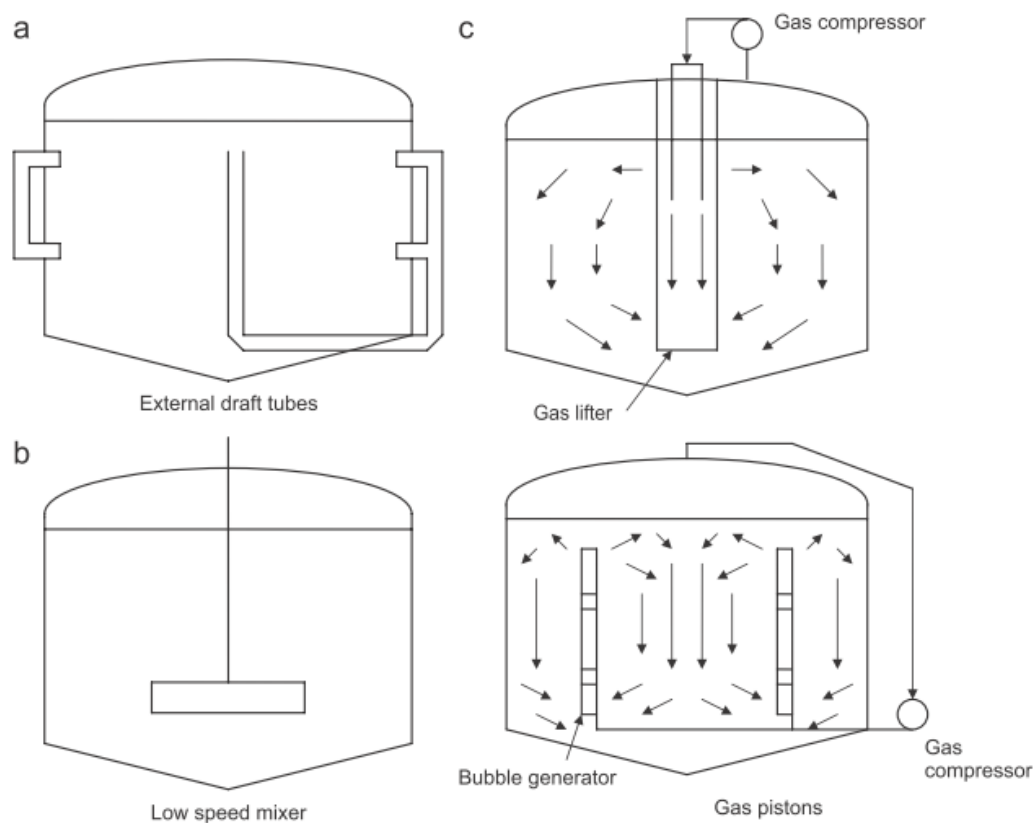 a
External draft tubes
b
Low speed mixer
c
Gas compressor
Gas lifter
Bubble generator
Gas
compressor
Gas pistons